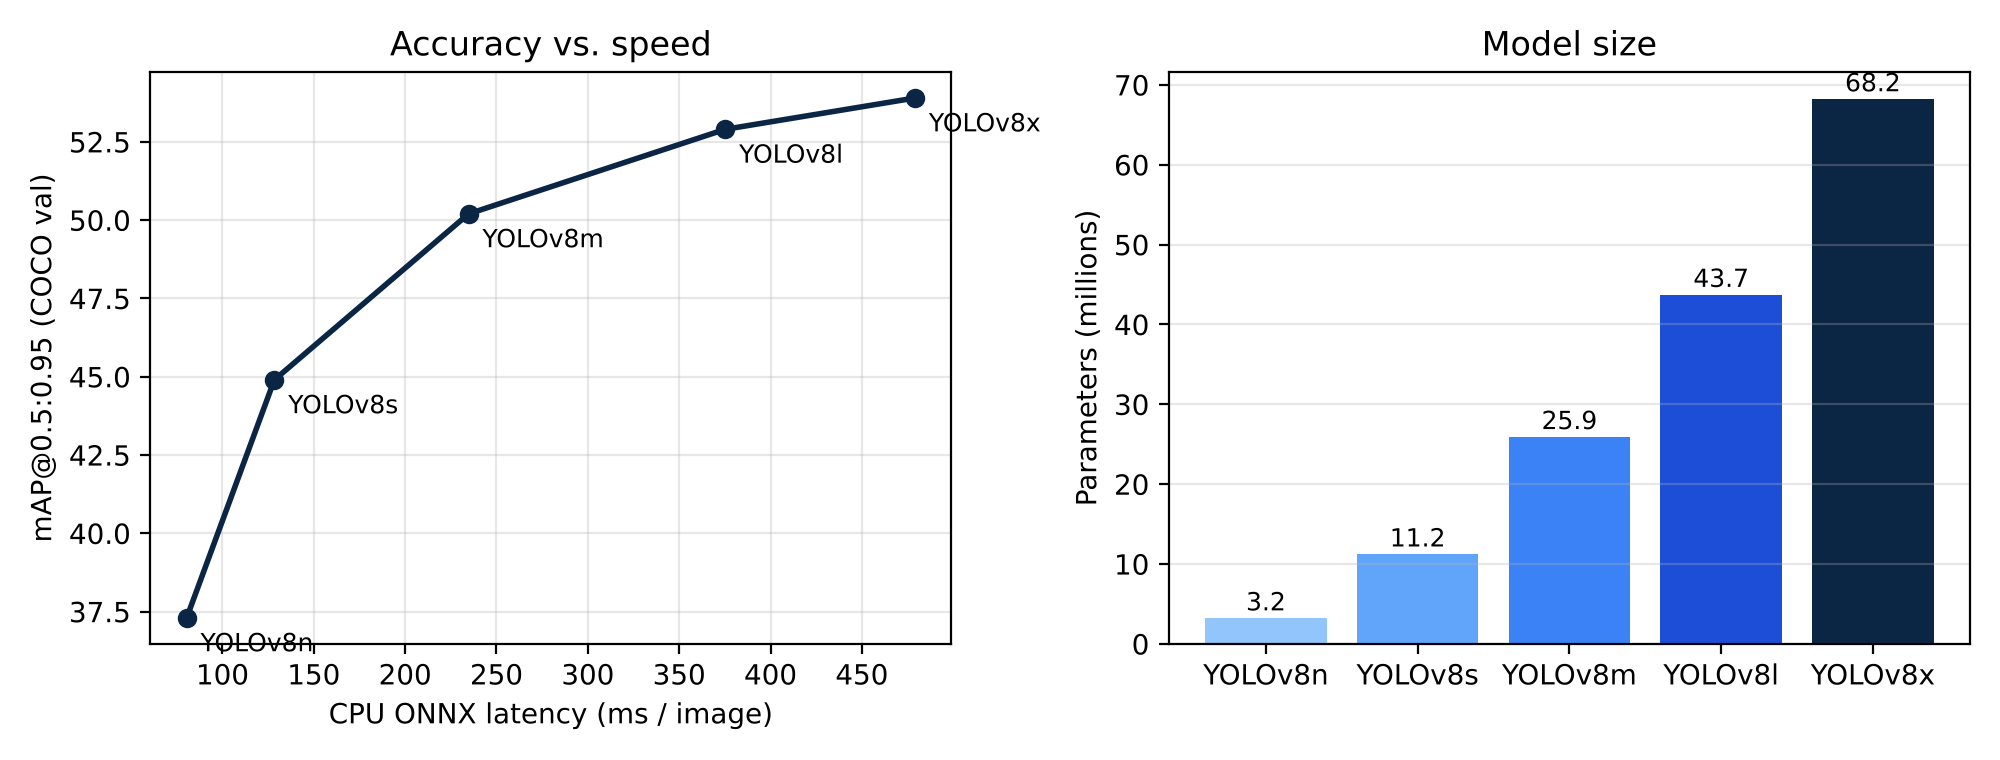 Accuracy vs. speed
mAP@0.5:0.95 (COCO val)
52.5
50.0
47.5
45.0
42.5
40.0
37.5
YOLOv8x
YOLOv8l
YOLOv8m
YOLOv8s
YOLOv8n
100 150 200 250 300 350 400 450
CPU ONNX latency (ms / image)
Model size
Parameters (millions)
70
60
50
40
30
20
10
0
68.2
43.7
25.9
11.2
3.2
YOLOv8n YOLOv8s YOLOv8m YOLOv8l YOLOv8x